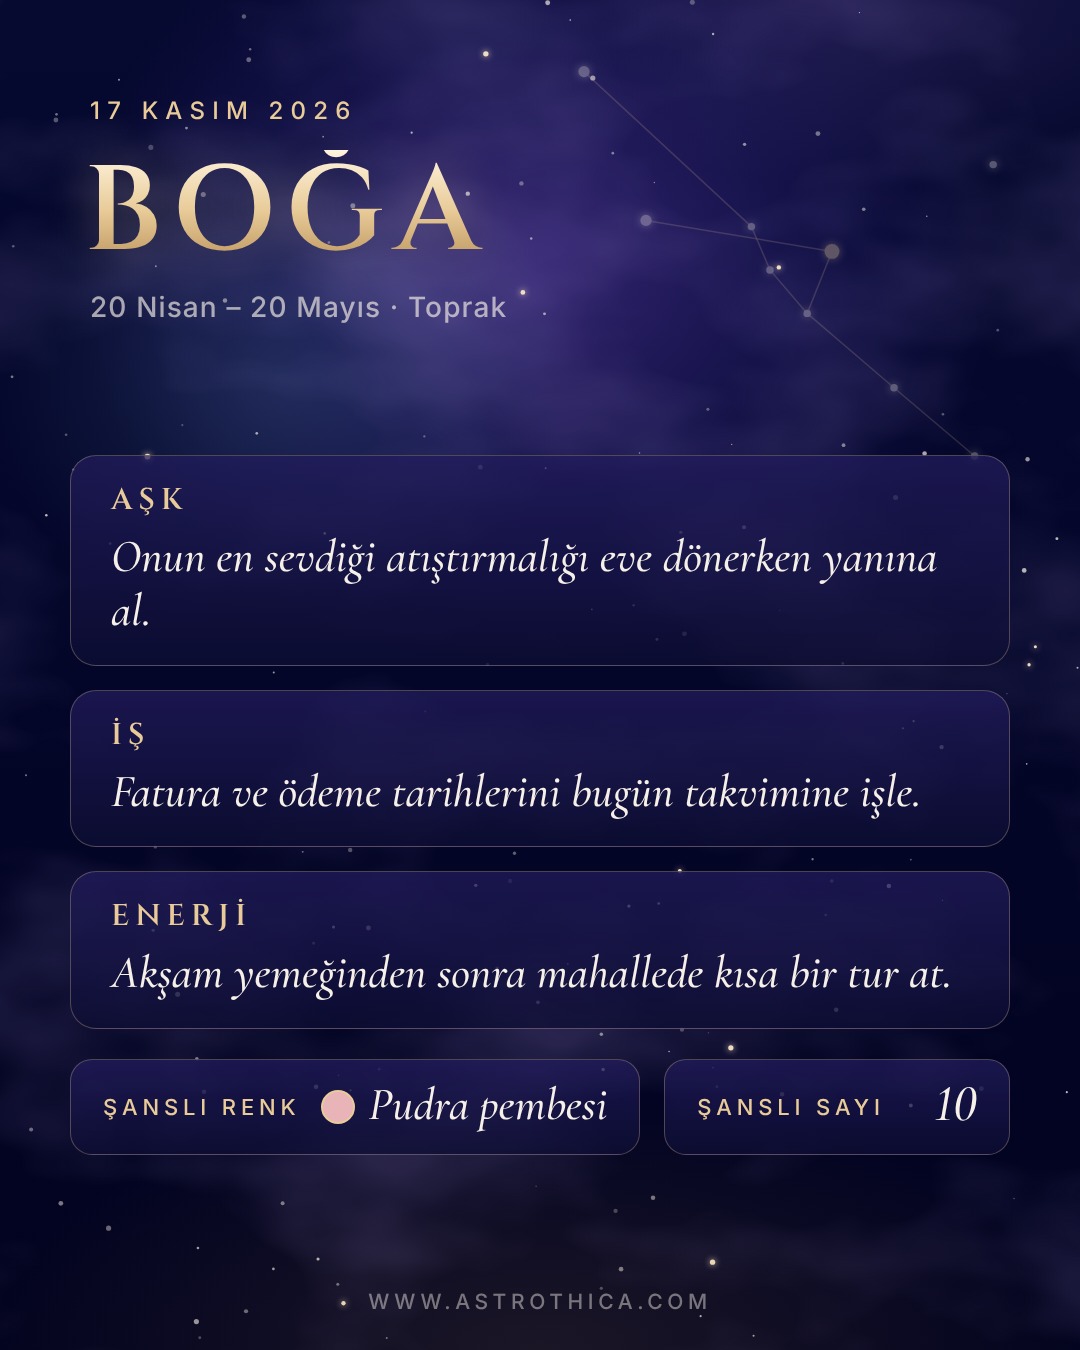 17 KASIM 2026
BOĞA
20 Nisan – 20 Mayıs · Toprak
AŞK
Onun en sevdiği atıştırmalığı eve dönerken yanına
al.
İŞ
Fatura ve ödeme tarihlerini bugün takvimine işle.
ENERJİ
Akşam yemeğinden sonra mahallede kısa bir tur at.
ŞANSLI RENK Pudra pembesi
ŞANSLI SAYI 10
WWW.ASTROTHICA.COM